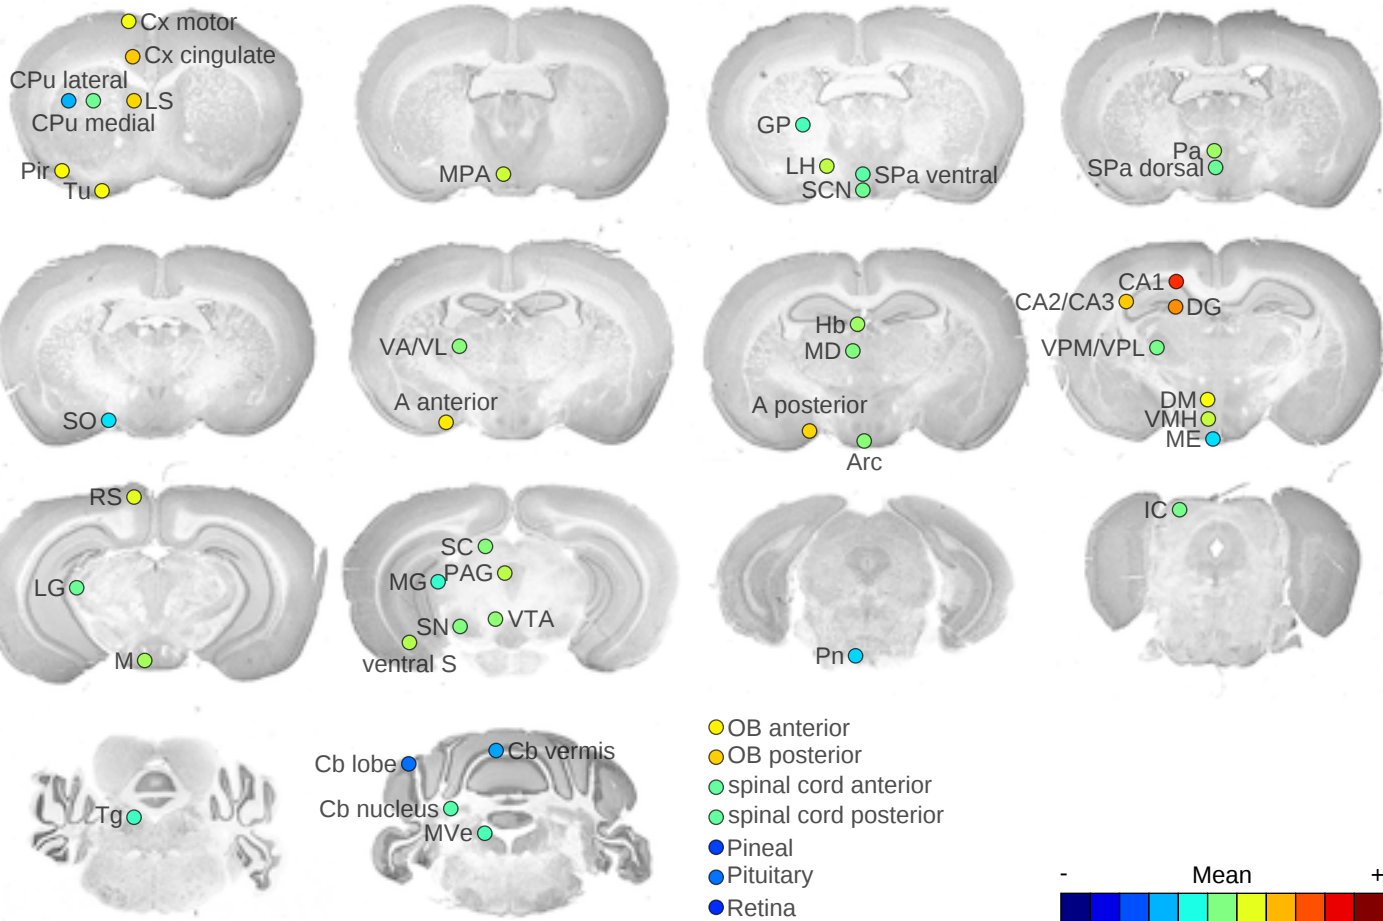 Cx motor
Cx cingulate
CPu lateral
LS
CPu medial
Pir
Tu
MPA
GP
LH
SPa ventral
SCN
Pa
SPa dorsal
SO
VA/VL
A anterior
Hb
MD
A posterior
Arc
CA1
CA2/CA3
DG
VPM/VPL
DM
VMH
ME
RS
LG
M
SC
MG
PAG
SN
VTA
ventral S
Pn
IC
Tg
Cb lobe
Cb vermis
Cb nucleus
MVe
OB anterior
OB posterior
spinal cord anterior
spinal cord posterior
Pineal
Pituitary
Retina
- Mean +